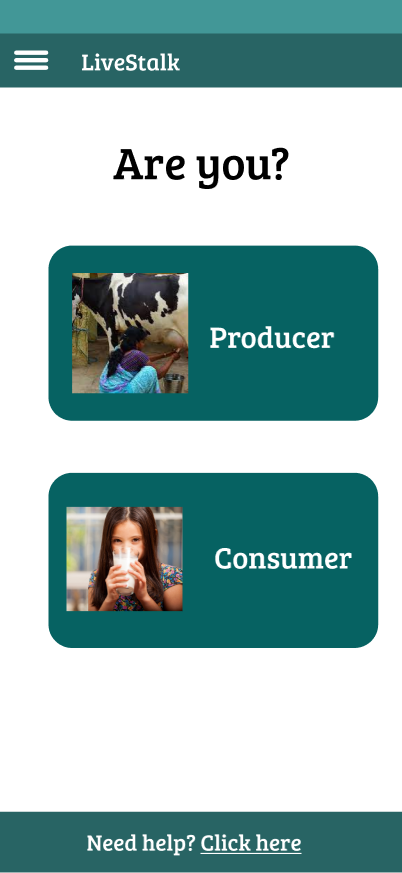 LiveStalk
Are you?
Producer
Consumer
Need help? Click here